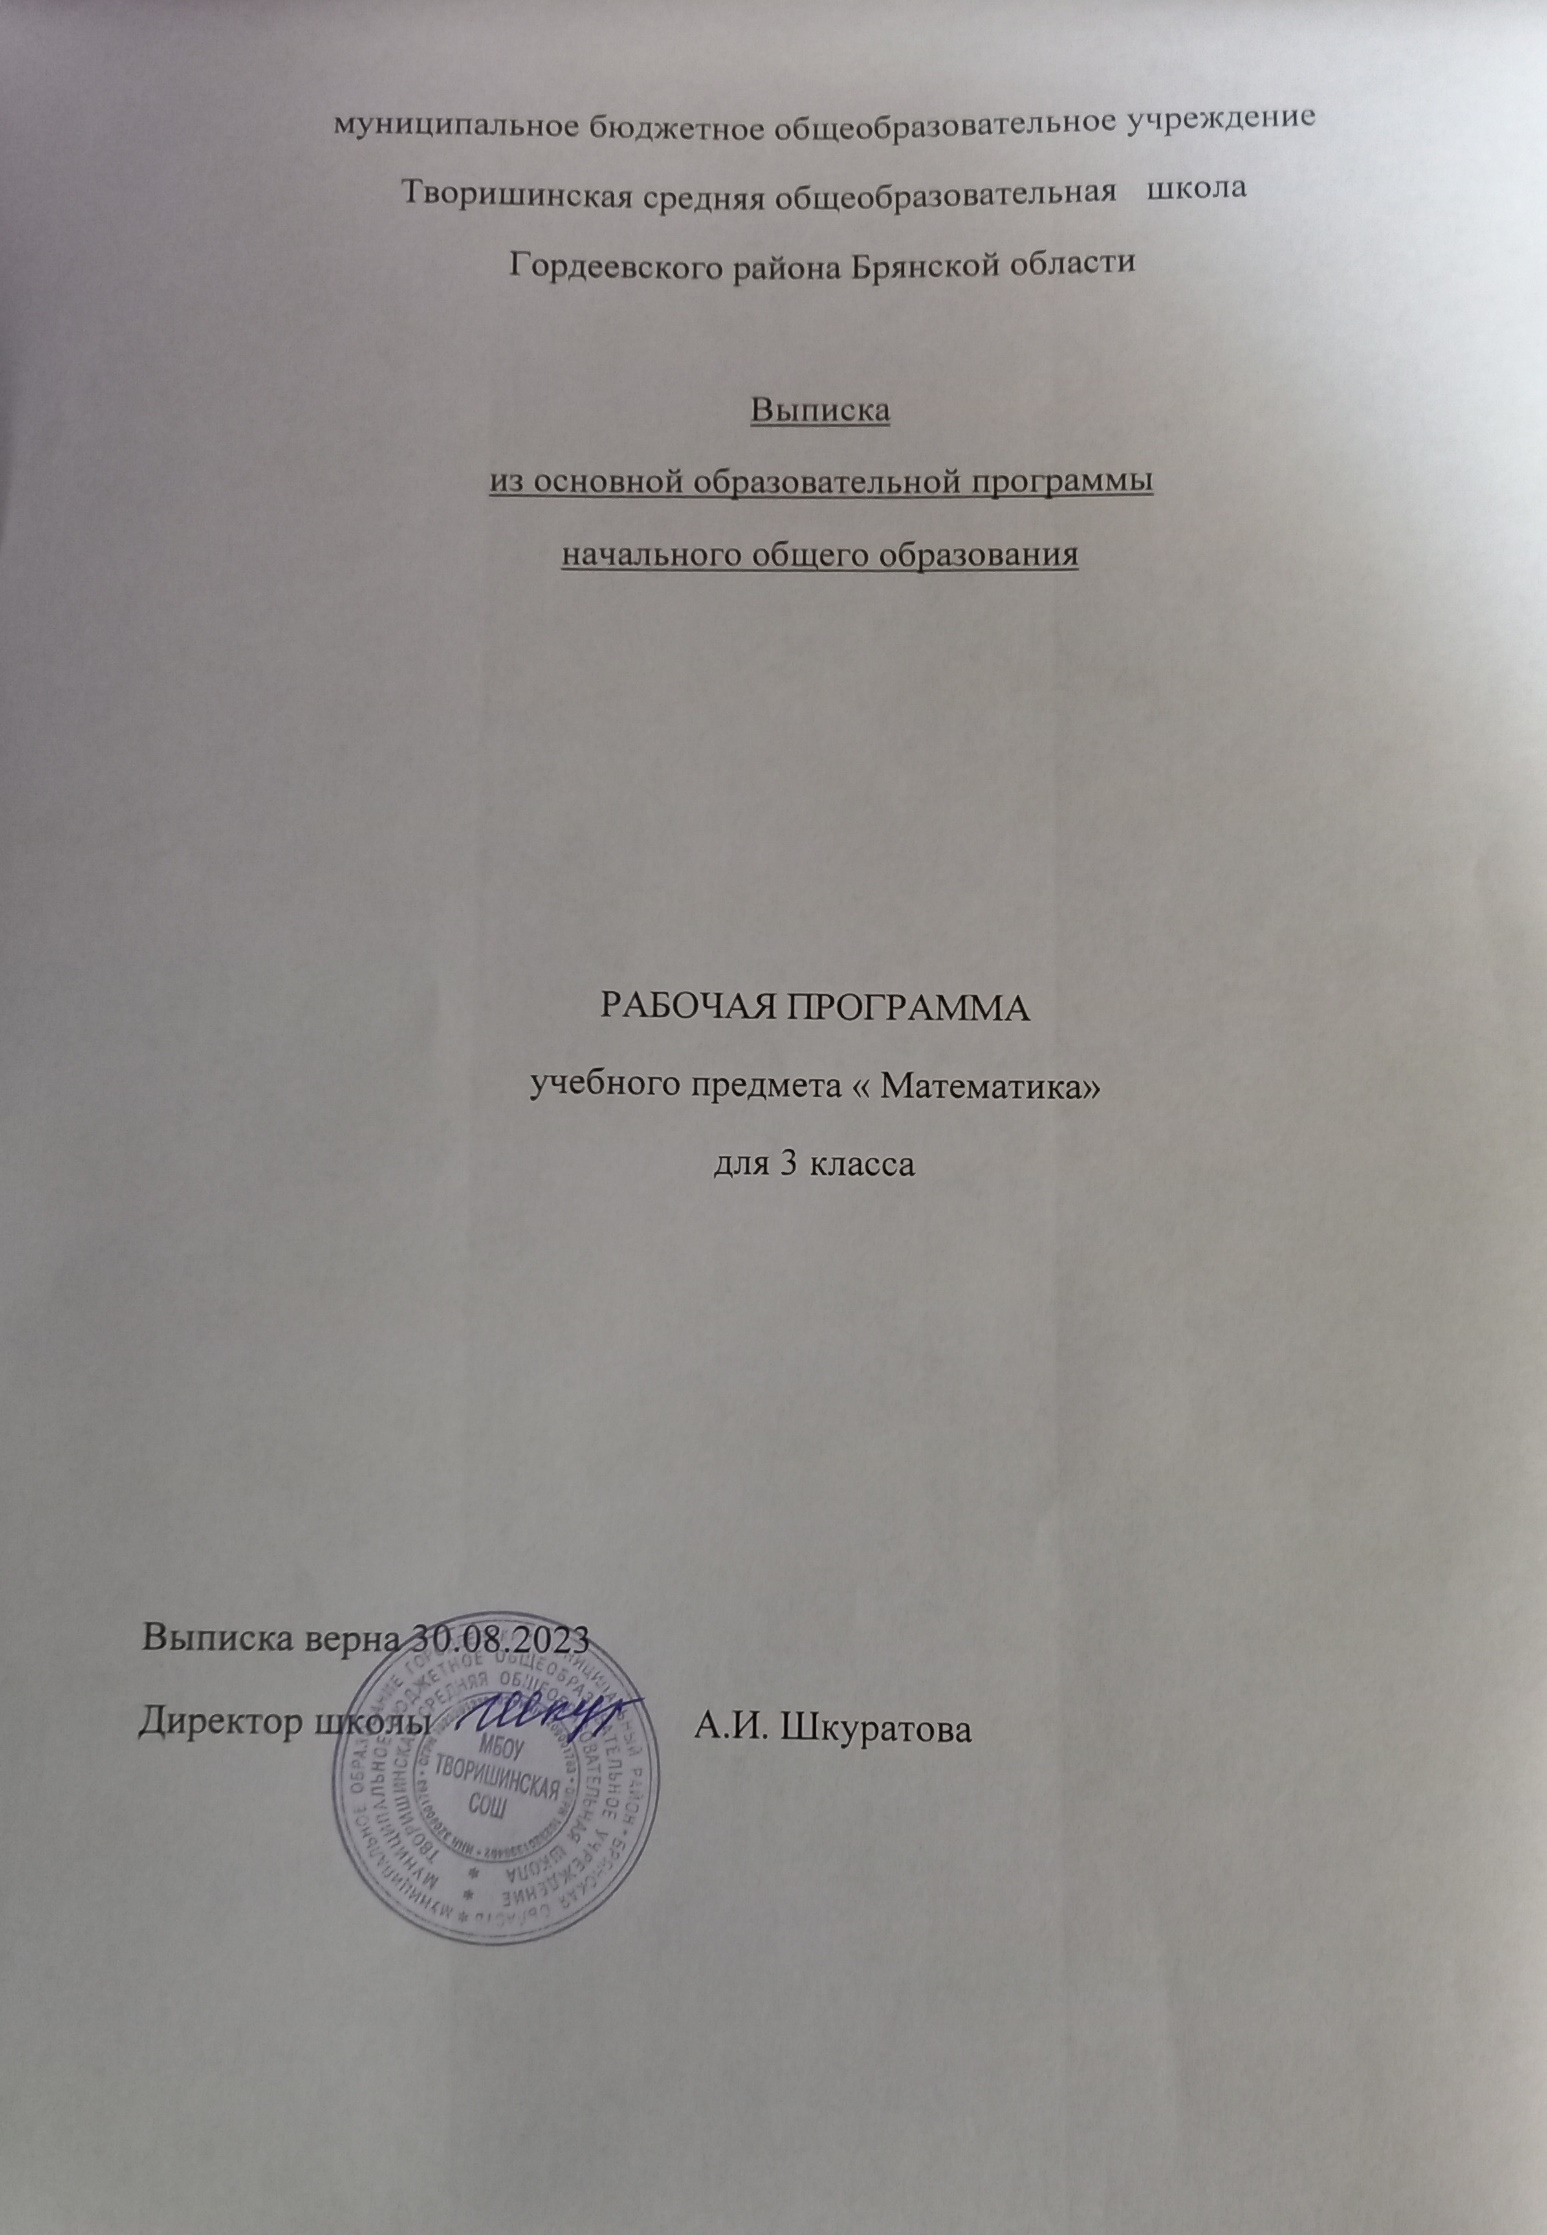 муниципальное бюджетное общеобразовательное учреждение
Творишинская средняя общеобразовательная школа
Гордеевского района Брянской области
Выписка
из основной образовательной программы
начального общего образования
РАБОЧАЯ ПРОГРАММА
учебного предмета « Математика»
для 3 класса
Выписка верна 30.08.2023
Директор школы
А.И. Шкуратова
МБОУ
ТВОРИШИНСКАЯ
СОШ